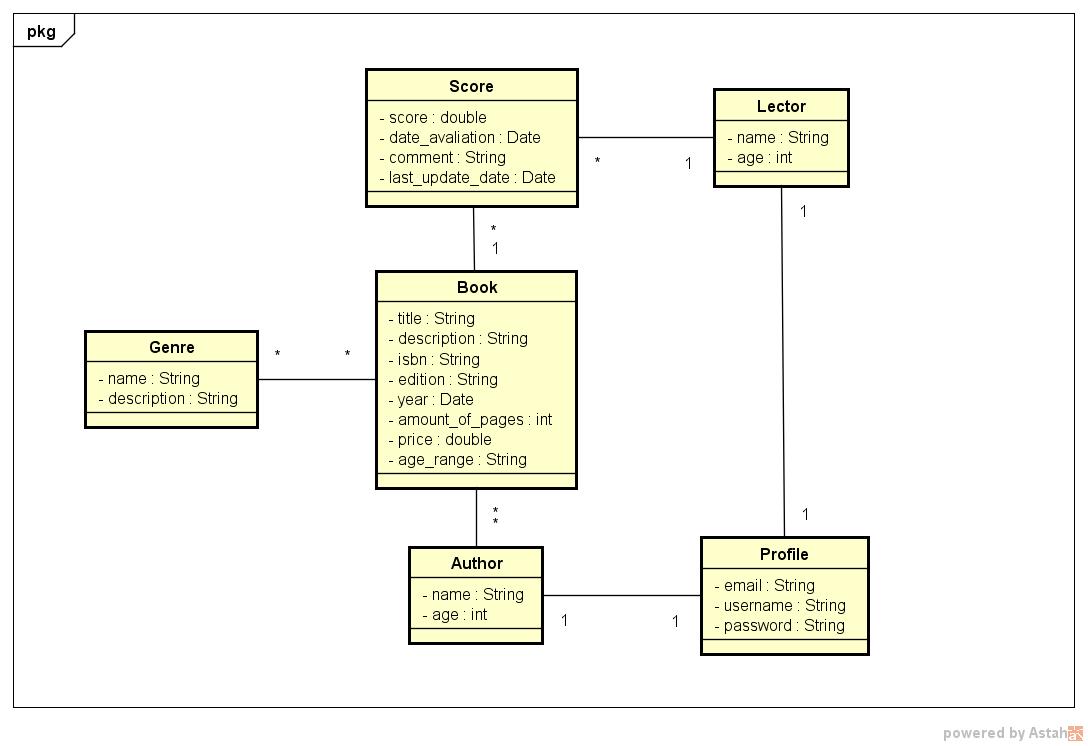 pkg
Score
- score : double
- date_avaliation : Date
- comment : String
- last_update_date : Date
Lector
- name : String
- age : int
*
1
1
*
1
Book
- title : String
- description : String
- isbn : String
- edition : String
- year : Date
- amount_of_pages : int
- price : double
- age_range : String
Genre
- name : String
- description : String
*
*
*
*
1
Author
- name : String
- age : int
Profile
- email : String
- username : String
- password : String
1
1
powered by Astah